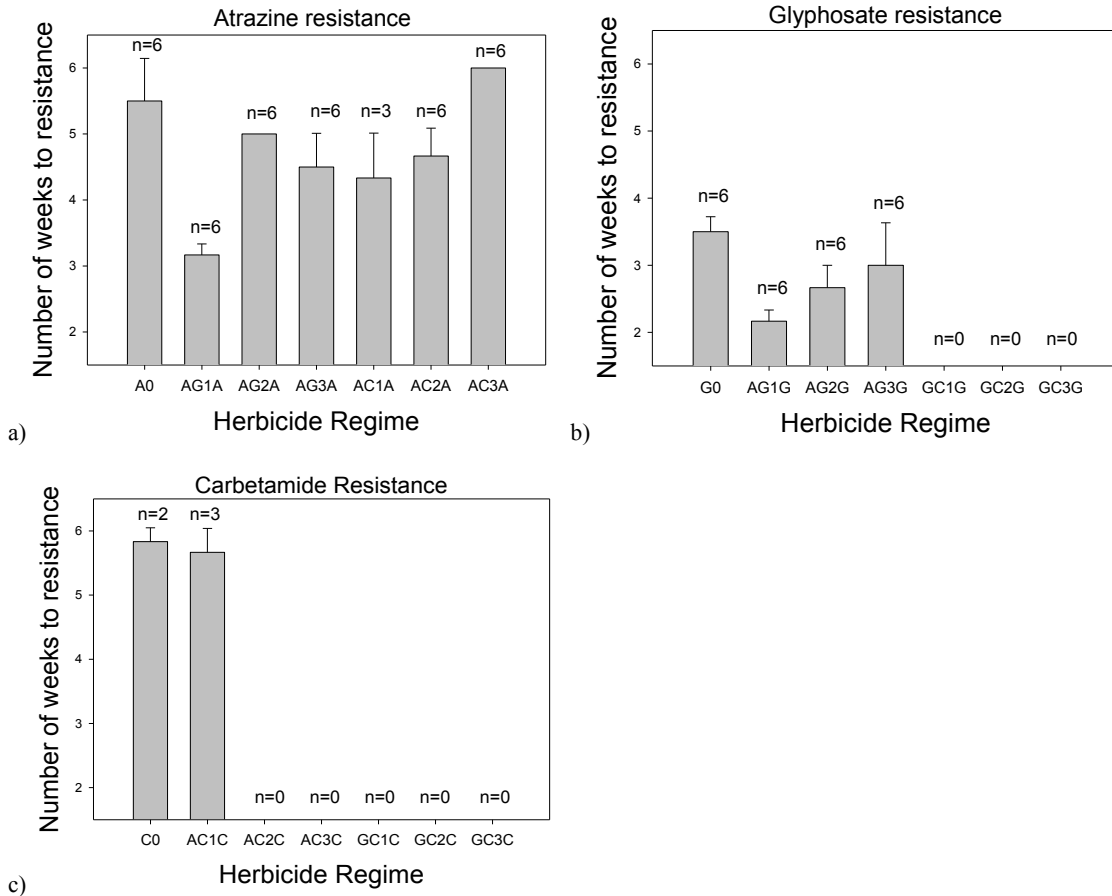 Atrazine resistance
Number of weeks to resistance
6
5
4
3
2
n=6
n=6
n=6
n=6
n=3
n=6
n=6
A0 AG1A AG2A AG3A AC1A AC2A AC3A
Herbicide Regime
a)
Glyphosate resistance
Number of weeks to resistance
6
5
4
3
2
n=6
n=6
n=6
n=6
n=0
n=0
n=0
G0 AG1G AG2G AG3G GC1G GC2G GC3G
Herbicide Regime
b)
Carbetamide Resistance
Number of weeks to resistance
6
5
4
3
2
n=2
n=3
n=0
n=0
n=0
n=0
n=0
C0 AC1C AC2C AC3C GC1C GC2C GC3C
Herbicide Regime
c)